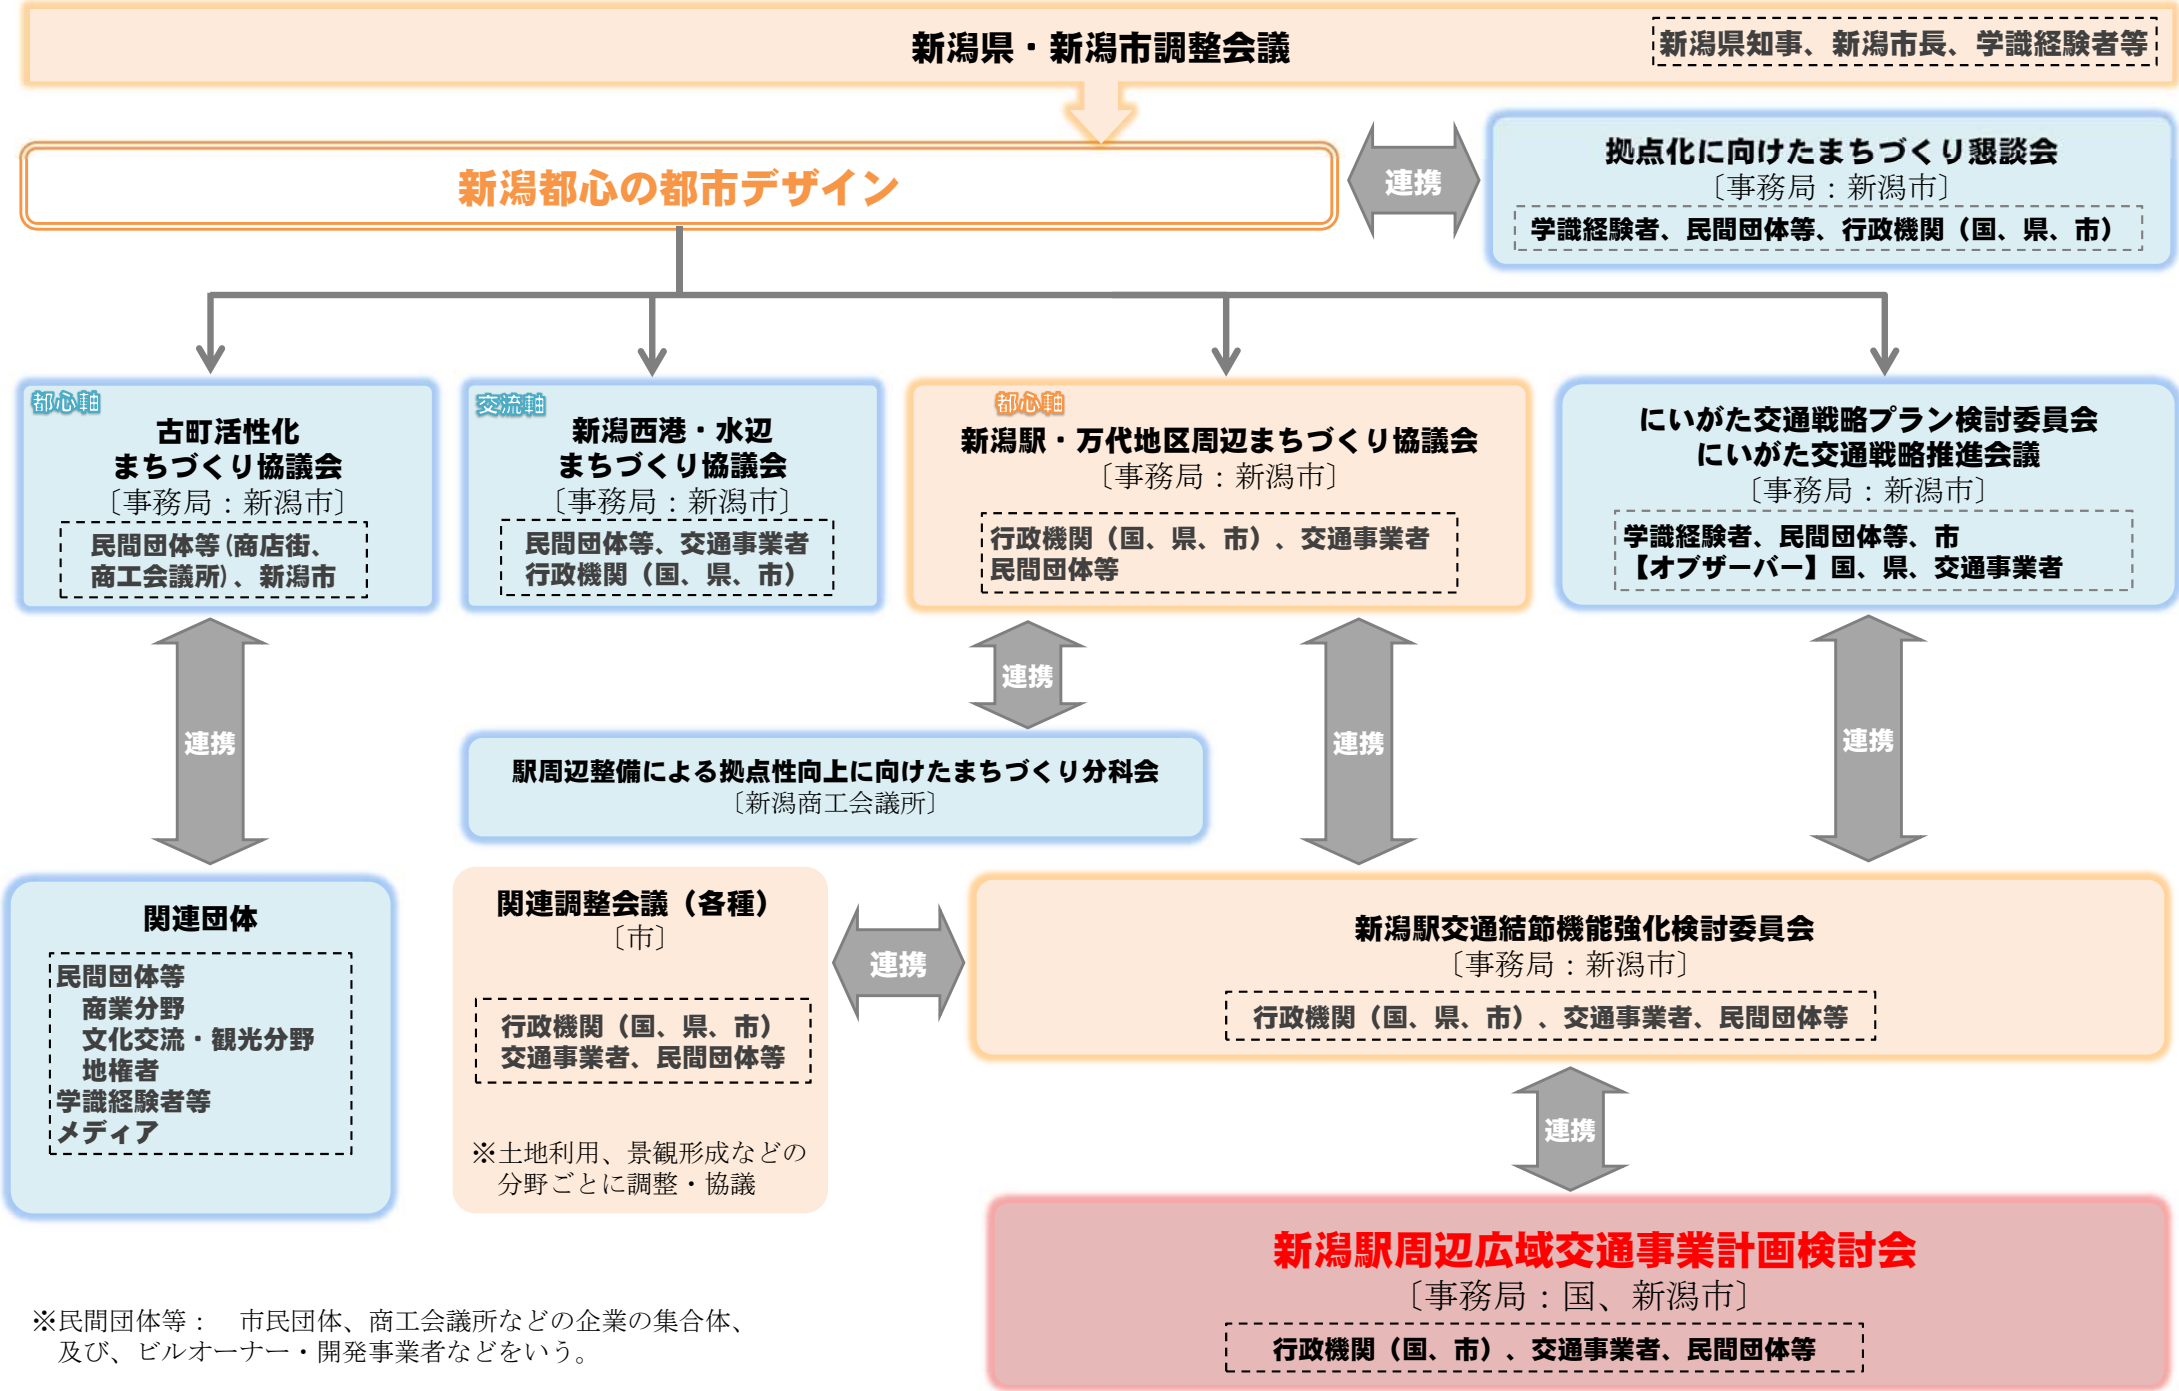 新潟県・新潟市調整会議
新潟県知事、新潟市長、学識経験者等
新潟都心の都市デザイン
連携
拠点化に向けたまちづくり懇談会
〔事務局：新潟市〕
学識経験者、民間団体等、行政機関（国、県、市）
都心軸
古町活性化
まちづくり協議会
〔事務局：新潟市〕
民間団体等(商店街、
商工会議所)、新潟市
交流軸
新潟西港・水辺
まちづくり協議会
〔事務局：新潟市〕
民間団体等、交通事業者
行政機関（国、県、市）
都心軸
新潟駅・万代地区周辺まちづくり協議会
〔事務局：新潟市〕
行政機関（国、県、市）、交通事業者
民間団体等
にいがた交通戦略プラン検討委員会
にいがた交通戦略推進会議
〔事務局：新潟市〕
学識経験者、民間団体等、市
【オブザーバー】国、県、交通事業者
連携
連携
連携
連携
駅周辺整備による拠点性向上に向けたまちづくり分科会
〔新潟商工会議所〕
関連団体
民間団体等
商業分野
文化交流・観光分野
地権者
学識経験者等
メディア
関連調整会議（各種）
〔市〕
行政機関（国、県、市）
交通事業者、民間団体等
※土地利用、景観形成などの
分野ごとに調整・協議
連携
新潟駅交通結節機能強化検討委員会
〔事務局：新潟市〕
行政機関（国、県、市）、交通事業者、民間団体等
連携
新潟駅周辺広域交通事業計画検討会
〔事務局：国、新潟市〕
行政機関（国、市）、交通事業者、民間団体等
※民間団体等：　市民団体、商工会議所などの企業の集合体、
及び、ビルオーナー・開発事業者などをいう。